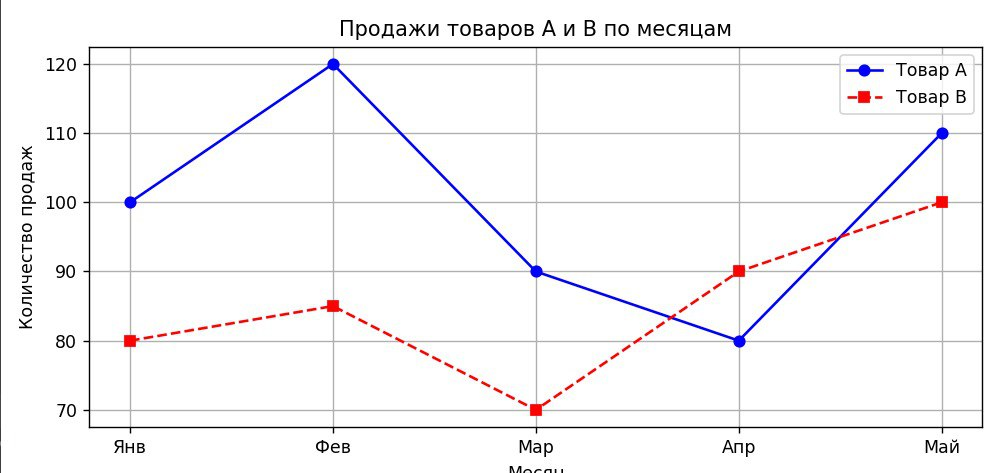 Продажи товаров А и В по месяцам
Количество продаж
120
110
100
90
80
70
Товар A
Товар B
Янв Фев Мар Апр Май
Месяц